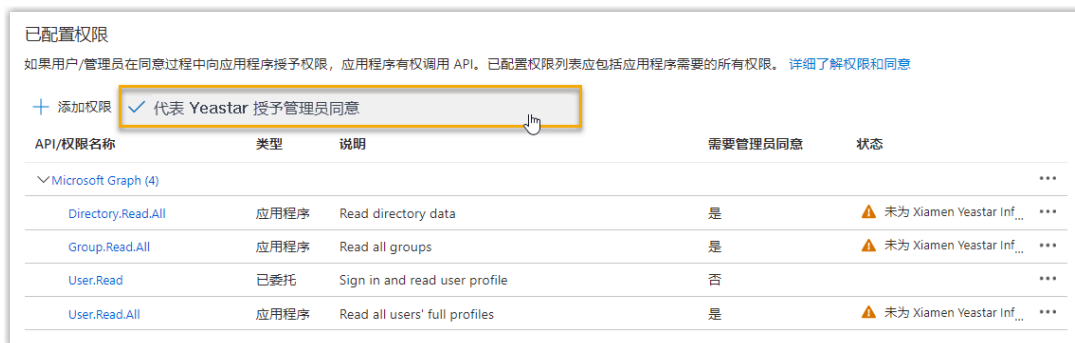 已配置权限
如果用户/管理员在同意过程中向应用程序授予权限，应用程序有权调用 API。已配置权限列表应包括应用程序需要的所有权限。 详细了解权限和同意
添加权限 代表 Yeastar 授予管理员同意
API/权限名称 类型 说明 需要管理员同意 状态
Microsoft Graph (4)
Directory.Read.All 应用程序 Read directory data 是 未为 Xiamen Yeastar Inf...
Group.Read.All 应用程序 Read all groups 是 未为 Xiamen Yeastar Inf...
User.Read 已委托 Sign in and read user profile 否
User.Read.All 应用程序 Read all users' full profiles 是 未为 Xiamen Yeastar Inf...